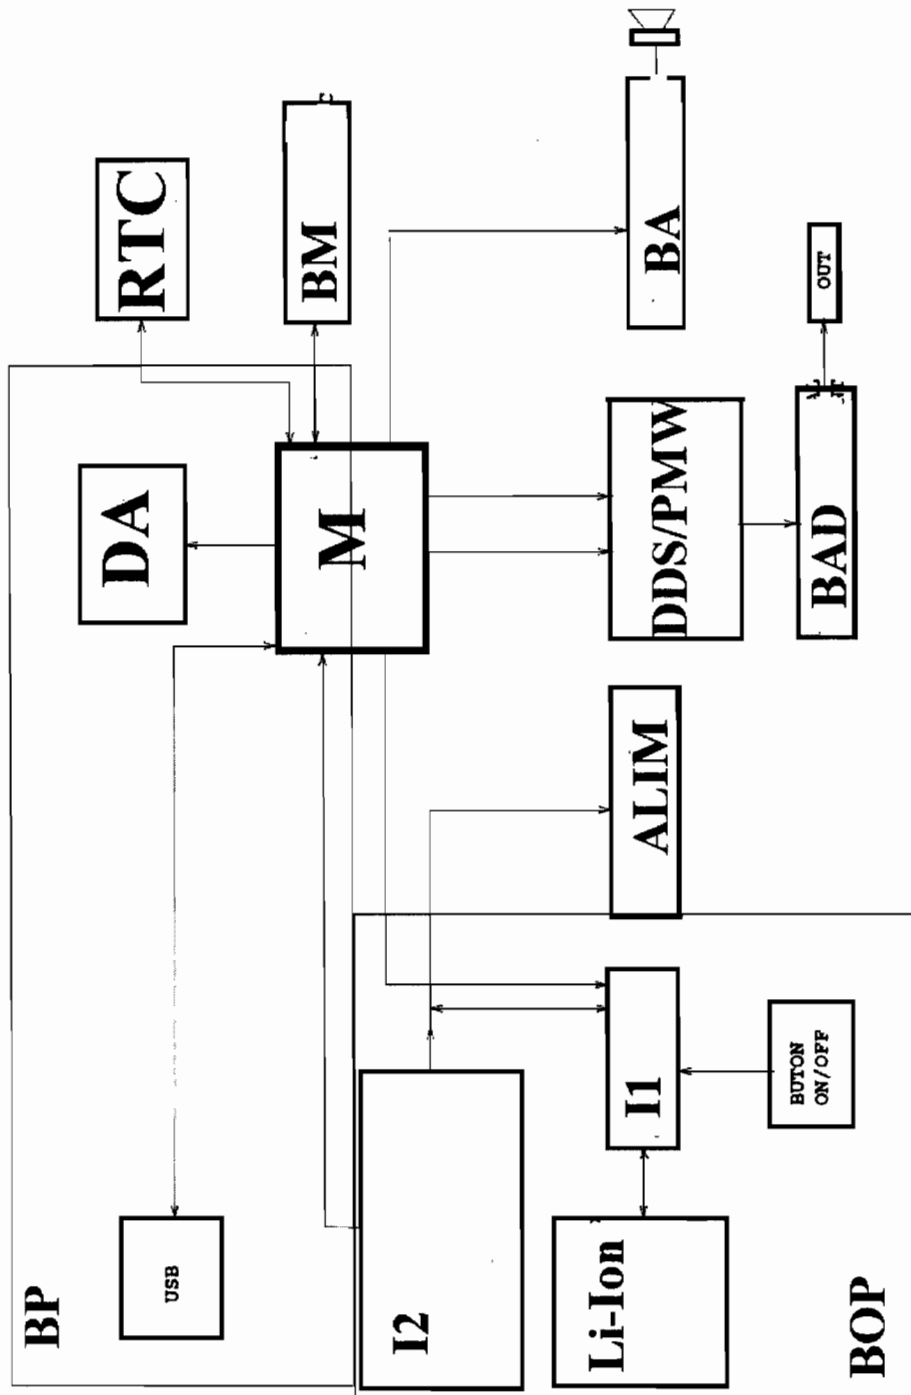 BP
USB
DA
RTC
M
BM
I2
Li-Ion
I1
ALIM
DDS/PMW
BA
BUTON
ON/OFF
BAD
OUT
BOP